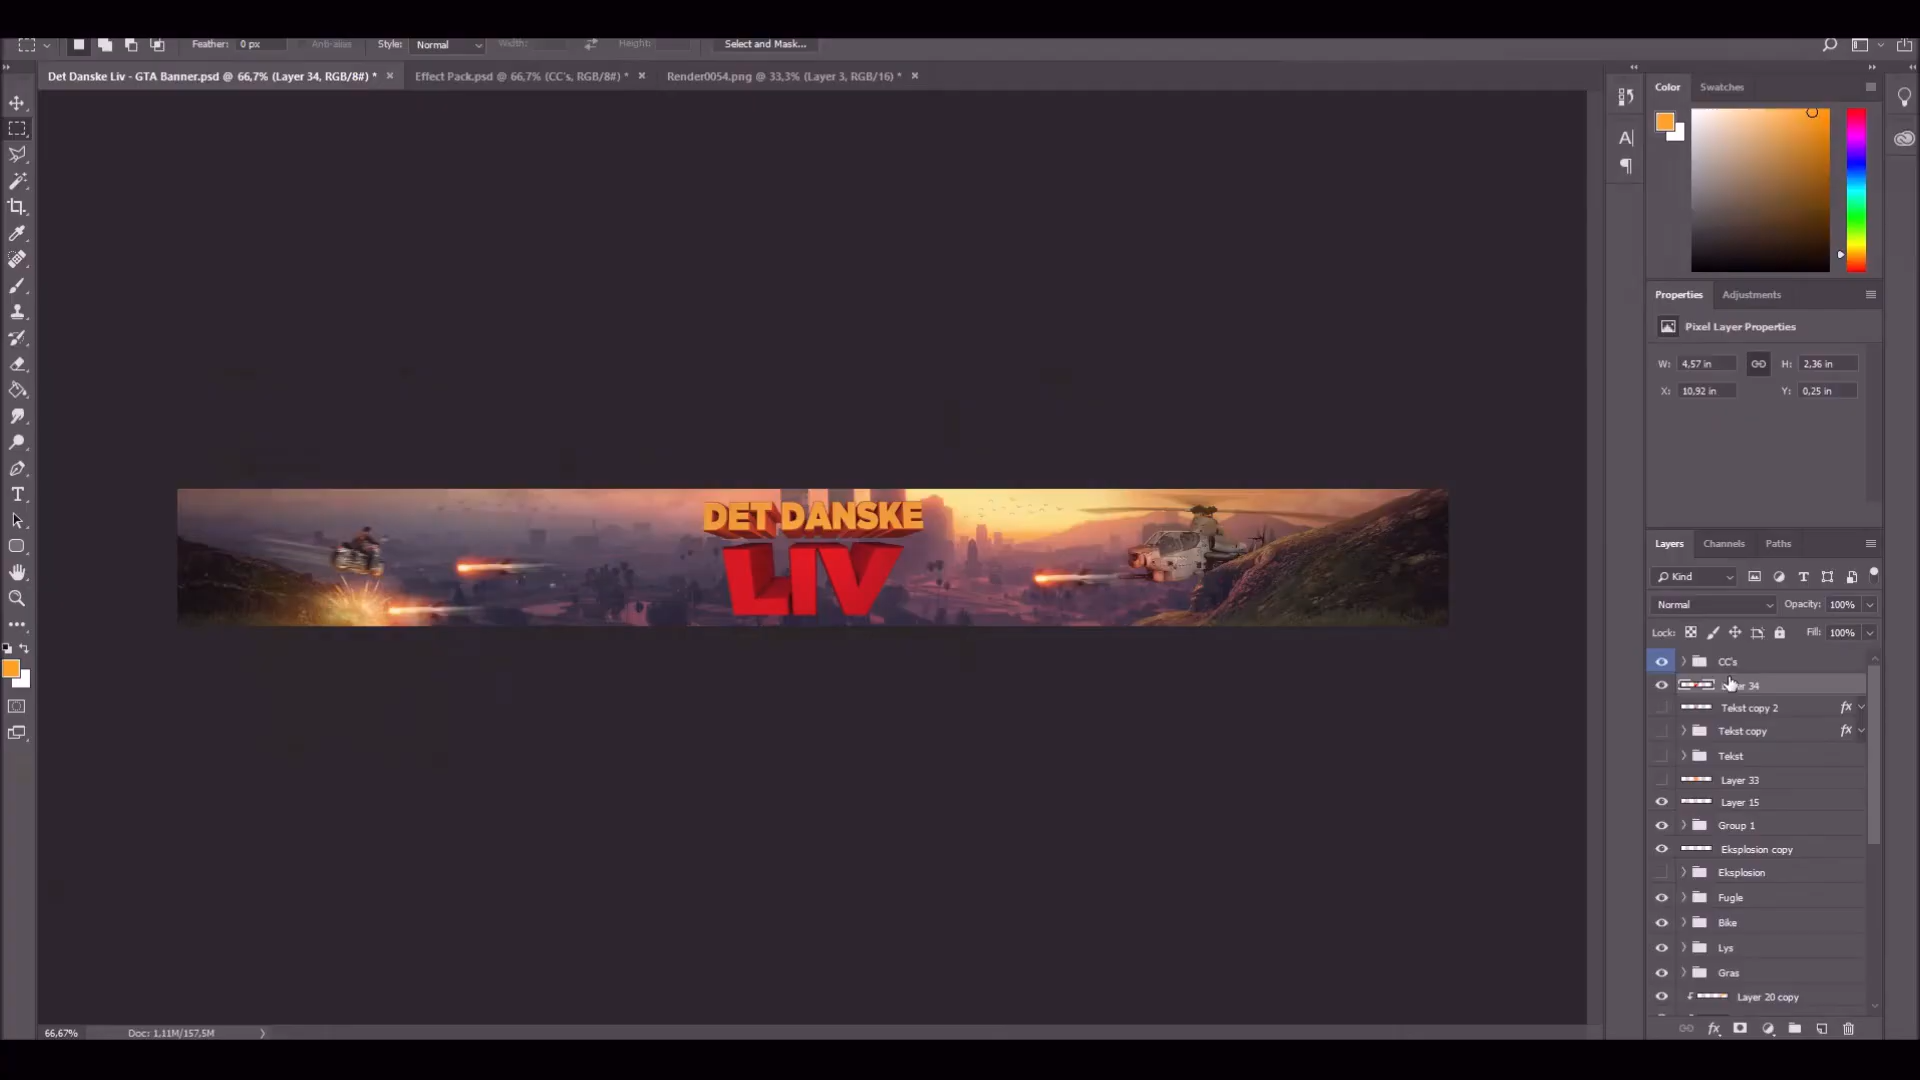 Feather: 0 px Anti-alias Style: Normal Width: Height: Select and Mask...
Det Danske Liv - GTA Banner.psd @ 66,7% (Layer 34, RGB/8#) * Effect Pack.psd @ 66,7% (CC's, RGB/8#) * Render0054.png @ 33,3% (Layer 3, RGB/16) *
Color Swatches
Properties Adjustments
Pixel Layer Properties
W: 4,57 in H: 2,36 in
X: 10,92 in Y: 0,25 in
DET DANSKE
LIV
Layers Channels Paths
Kind
Normal Opacity: 100%
Lock: Fill: 100%
CC's
34
Tekst copy 2 fx
Tekst copy fx
Tekst
Layer 33
Layer 15
Group 1
Eksplosion copy
Eksplosion
Fugle
Bike
Lys
Gras
Layer 20 copy
66,67% Doc: 1,11M/157,5M